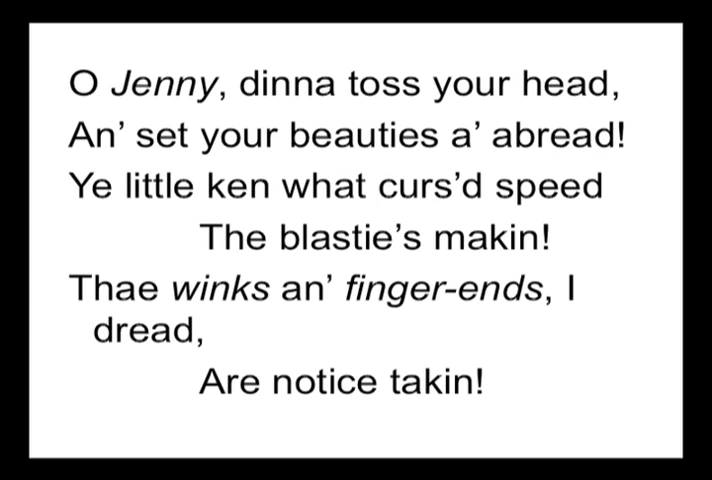 O Jenny, dinna toss your head,
An’ set your beauties a’ abread!
Ye little ken what curs’d speed
The blastie’s makin!
Thae winks an’ finger-ends, I
dread,
Are notice takin!